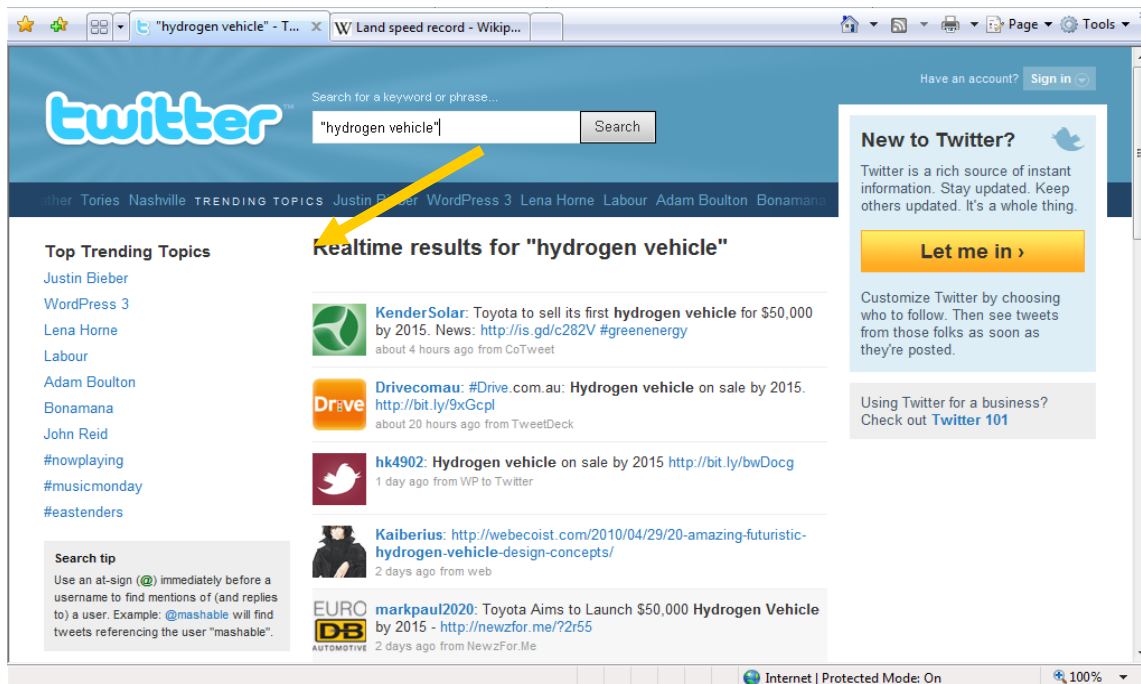 "hydrogen vehicle" - T...
Land speed record - Wikip...
Page
Tools
twitter™
Have an account? Sign in
Search for a keyword or phrase...
"hydrogen vehicle"
Search
Tories Nashville TRENDING TOPICS Justin Bieber WordPress 3 Lena Horne Labour Adam Boulton Bonamana
Top Trending Topics
Justin Bieber
WordPress 3
Lena Horne
Labour
Adam Boulton
Bonamana
John Reid
#nowplaying
#musicmonday
#eastenders
Search tip
Use an at-sign (@) immediately before a
username to find mentions of (and replies
to) a user. Example: @mashable will find
tweets referencing the user "mashable".
Realtime results for "hydrogen vehicle"
KenderSolar: Toyota to sell its first hydrogen vehicle for $50,000
by 2015. News: http://is.gd/c282V #greenenergy
about 4 hours ago from CoTweet
Drive
Drivecomau: #Drive.com.au: Hydrogen vehicle on sale by 2015.
http://bit.ly/9xGcpl
about 20 hours ago from TweetDeck
hk4902: Hydrogen vehicle on sale by 2015 http://bit.ly/bwDocg
1 day ago from WP to Twitter
Kaiberius: http://webecoist.com/2010/04/29/20-amazing-futuristic-
hydrogen-vehicle-design-concepts/
2 days ago from web
EURO
DB
AUTOMOTIVE
markpaul2020: Toyota Aims to Launch $50,000 Hydrogen Vehicle
by 2015 - http://newzfor.me/?2r55
2 days ago from NewzFor.Me
New to Twitter?
Twitter is a rich source of instant
information. Stay updated. Keep
others updated. It's a whole thing.
Let me in ›
Customize Twitter by choosing
who to follow. Then see tweets
from those folks as soon as
they're posted.
Using Twitter for a business?
Check out Twitter 101
Internet | Protected Mode: On
100%